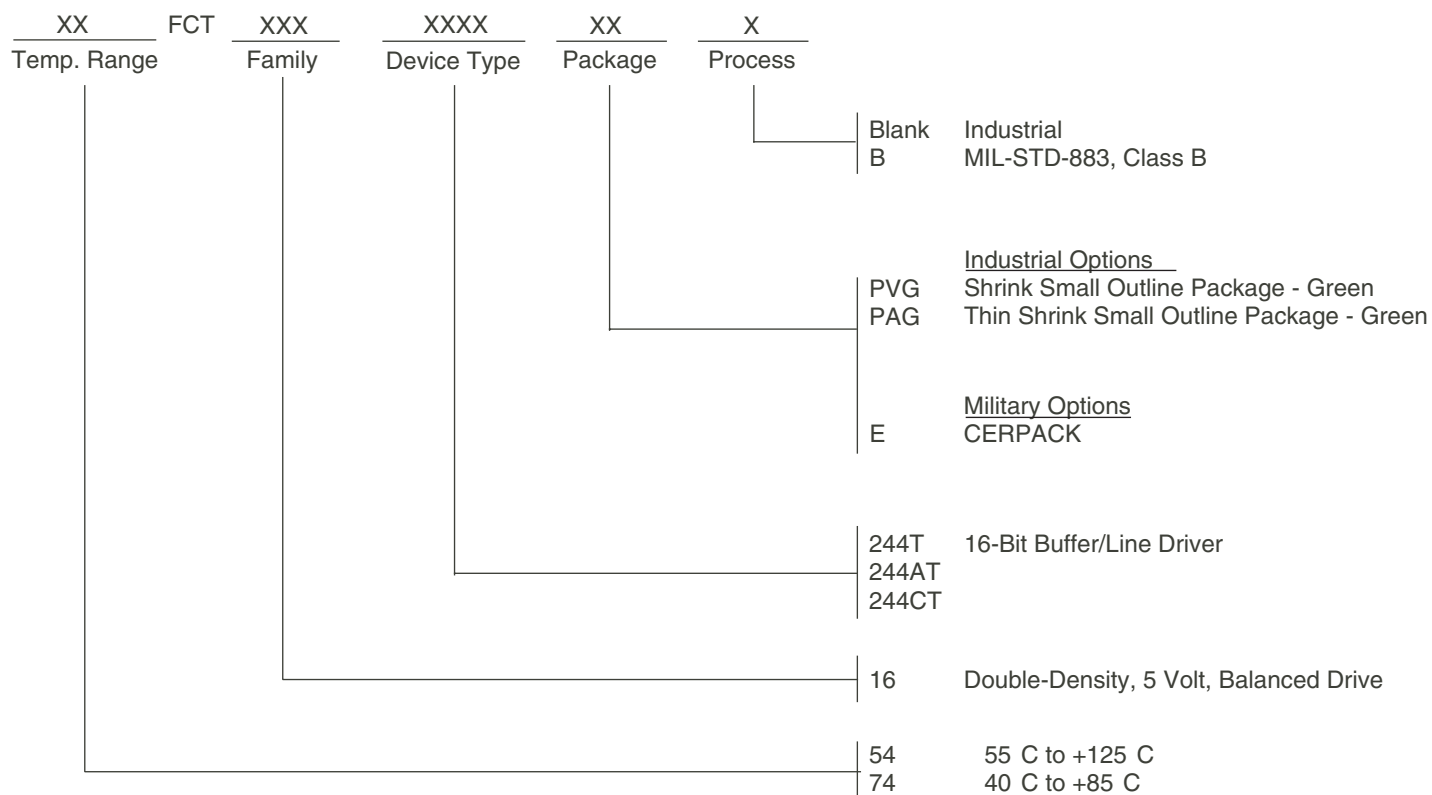 XX FCT XXX XXXX XX X
Temp. Range Family Device Type Package Process
Blank Industrial
B MIL-STD-883, Class B
Industrial Options
PVG Shrink Small Outline Package - Green
PAG Thin Shrink Small Outline Package - Green
Military Options
E CERPACK
244T 16-Bit Buffer/Line Driver
244AT
244CT
16 Double-Density, 5 Volt, Balanced Drive
54 55 C to +125 C
74 40 C to +85 C